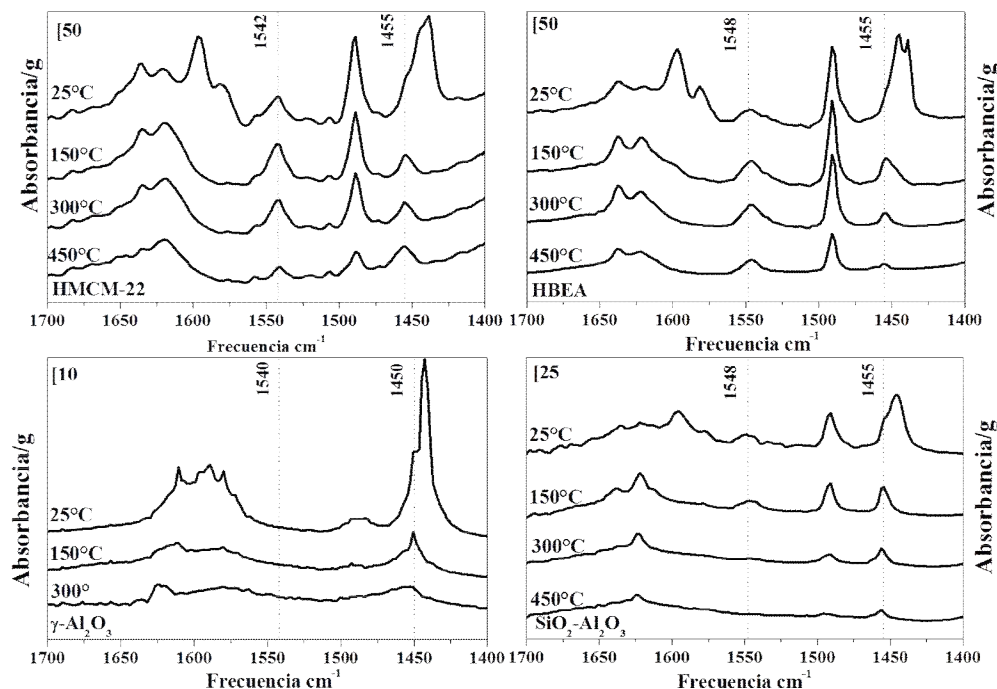 [50
1542
1455
25°C
150°C
300°C
450°C
HMCM-22
Absorbancia/g
1700 1650 1600 1550 1500 1450 1400
Frecuencia cm⁻¹
[50
1548
1455
25°C
150°C
300°C
450°C
HBEA
Absorbancia/g
1700 1650 1600 1550 1500 1450 1400
Frecuencia cm⁻¹
[10
1540
1450
25°C
150°C
300°
γ-Al₂O₃
Absorbancia/g
1700 1650 1600 1550 1500 1450 1400
Frecuencia cm⁻¹
[25
1548
1455
25°C
150°C
300°C
450°C
SiO₂-Al₂O₃
Absorbancia/g
1700 1650 1600 1550 1500 1450 1400
Frecuencia cm⁻¹